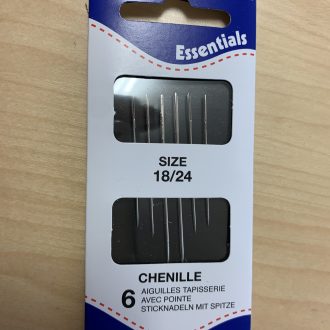 Essentials
SIZE
18/24
CHENILLE
6 AIGUILLES TAPISSERIE
AVEC POINTE
STICKNADELN MIT SPITZE